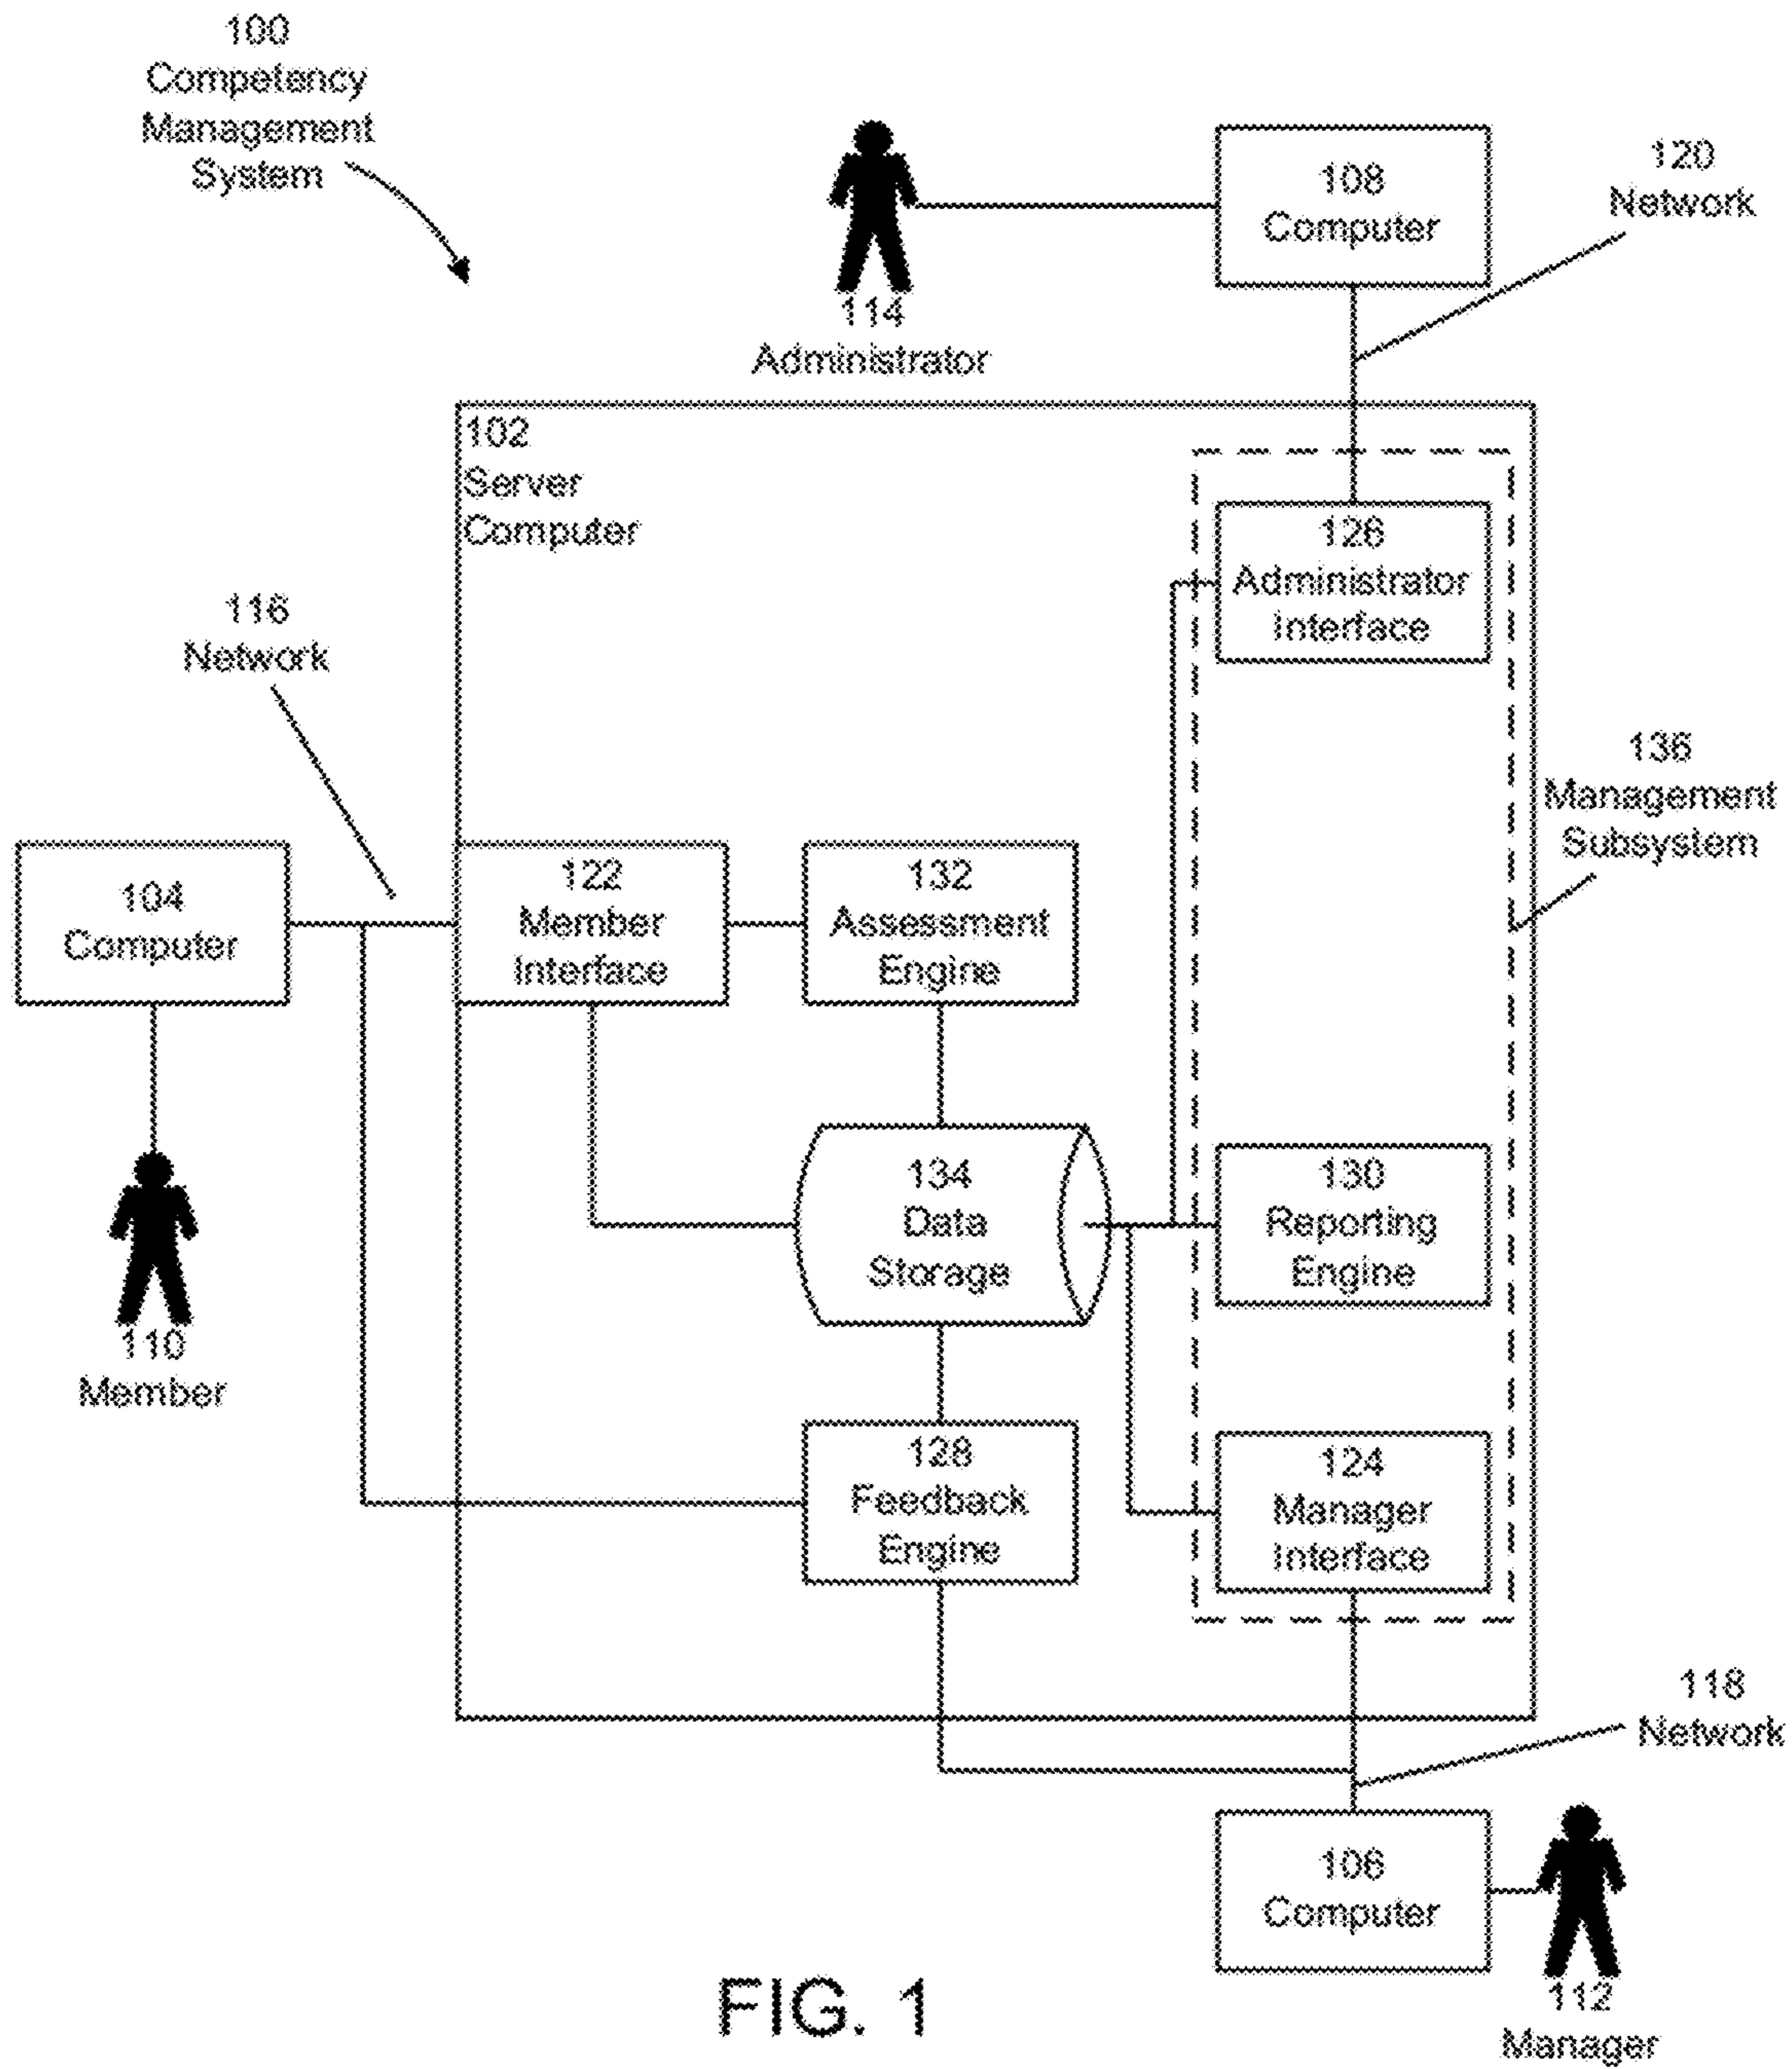 100
Competency
Management
System
108
Computer
120
Network
114
Administrator
102
Server
Computer
126
Administrator
Interface
116
Network
136
Management
Subsystem
104
Computer
122
Member
Interface
132
Assessment
Engine
134
Data
Storage
130
Reporting
Engine
110
Member
128
Feedback
Engine
124
Manager
Interface
118
Network
106
Computer
112
Manager
FIG. 1